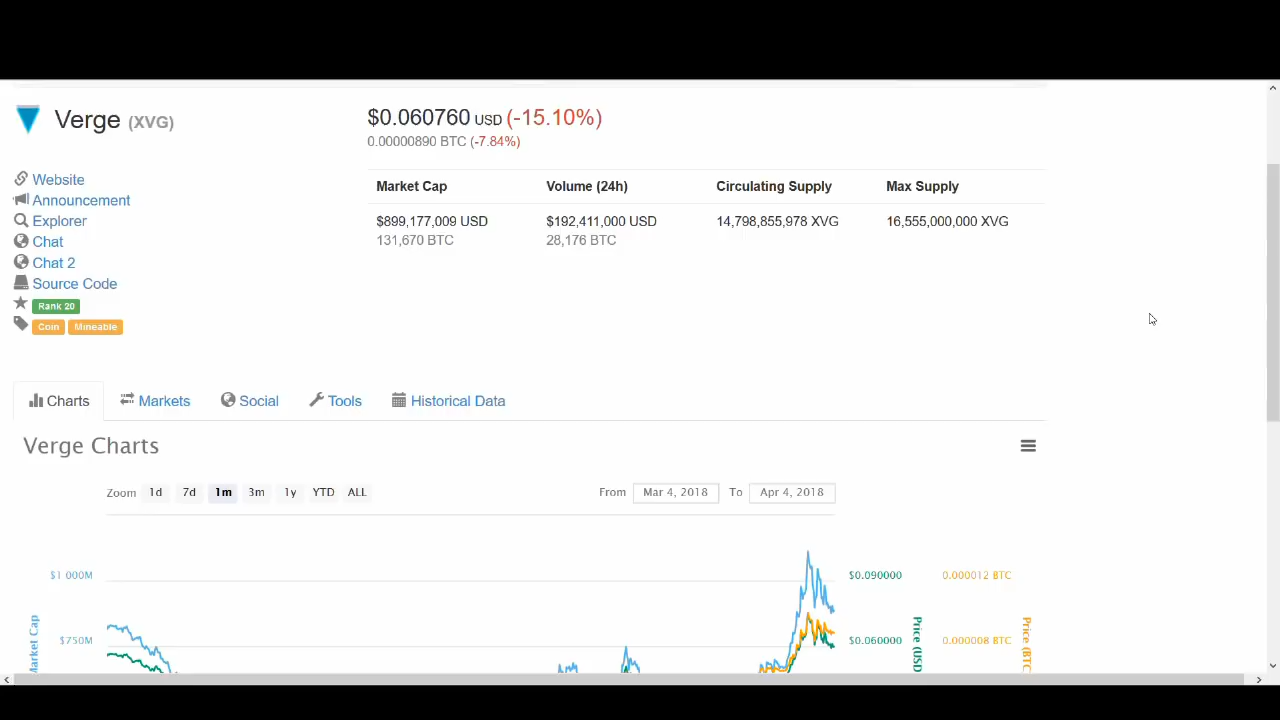 Verge (XVG)
$0.060760 USD (-15.10%)
0.00000890 BTC (-7.84%)
Website
Announcement
Explorer
Chat
Chat 2
Source Code
Rank 20
Coin Mineable
Market Cap Volume (24h) Circulating Supply Max Supply
$899,177,009 USD $192,411,000 USD 14,798,855,978 XVG 16,555,000,000 XVG
131,670 BTC 28,176 BTC
Charts Markets Social Tools Historical Data
Verge Charts
Zoom 1d 7d 1m 3m 1y YTD ALL From Mar 4, 2018 To Apr 4, 2018
$1 000M $0.090000 0.000012 BTC
$750M $0.060000 0.000008 BTC
Market Cap
Price (USD
Price (BTC